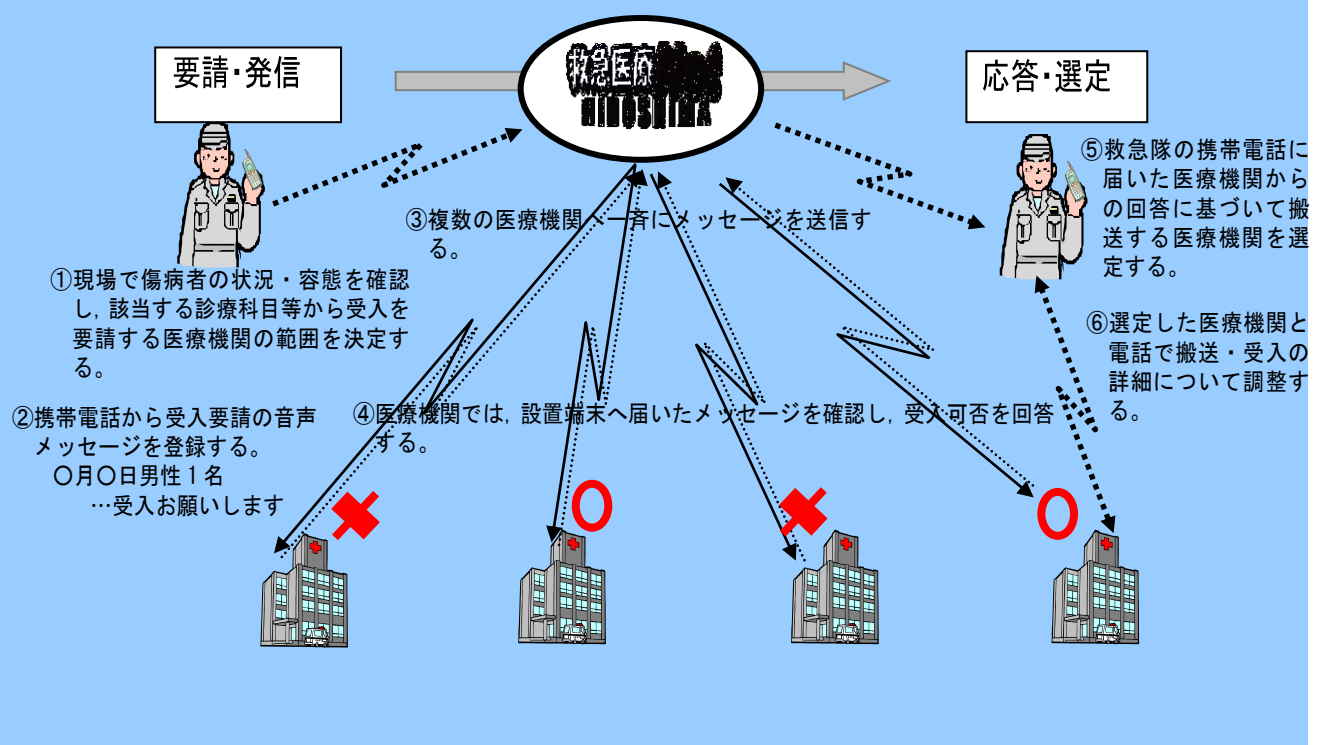 要請・発信
救急医療
HIROSHIMA
応答・選定
①現場で傷病者の状況・容態を確認
し，該当する診療科目等から受入を
要請する医療機関の範囲を決定す
る。
②携帯電話から受入要請の音声
メッセージを登録する。
〇月〇日男性１名
…受入お願いします
③複数の医療機関へ一斉にメッセージを送信す
る。
④医療機関では，設置端末へ届いたメッセージを確認し，受入可否を回答
する。
⑤救急隊の携帯電話に
届いた医療機関から
の回答に基づいて搬
送する医療機関を選
定する。
⑥選定した医療機関と
電話で搬送・受入の
詳細について調整す
る。